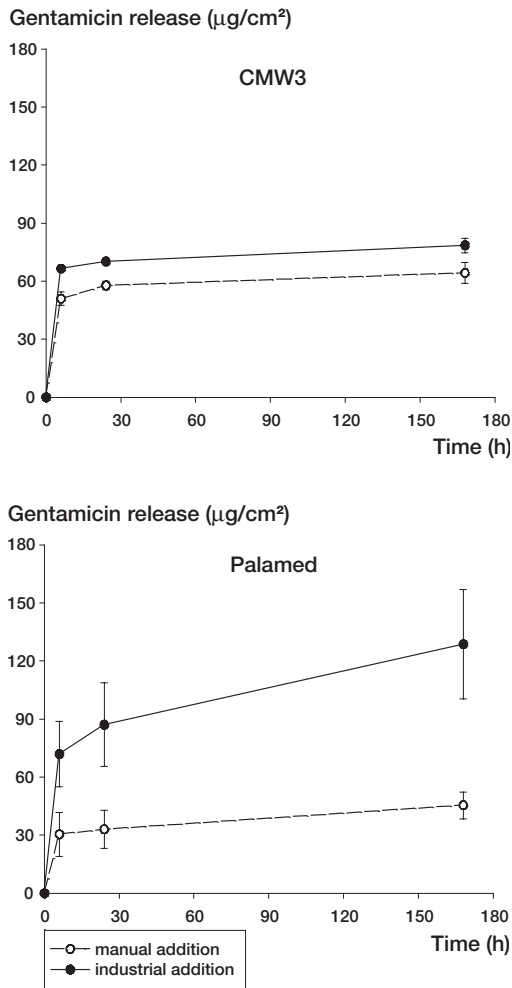 Gentamicin release (µg/cm²)
CMW3
180
150
120
90
60
30
0
0 30 60 90 120 150 180
Time (h)
Gentamicin release (µg/cm²)
Palamed
180
150
120
90
60
30
0
0 30 60 90 120 150 180
Time (h)
manual addition
industrial addition